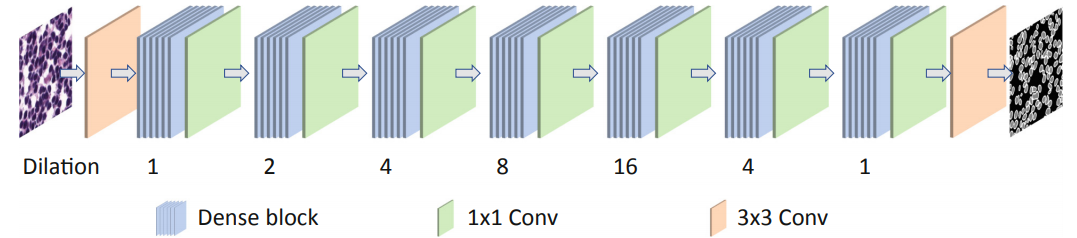 Dilation 1 2 4 8 16 4 1
Dense block 1x1 Conv 3x3 Conv